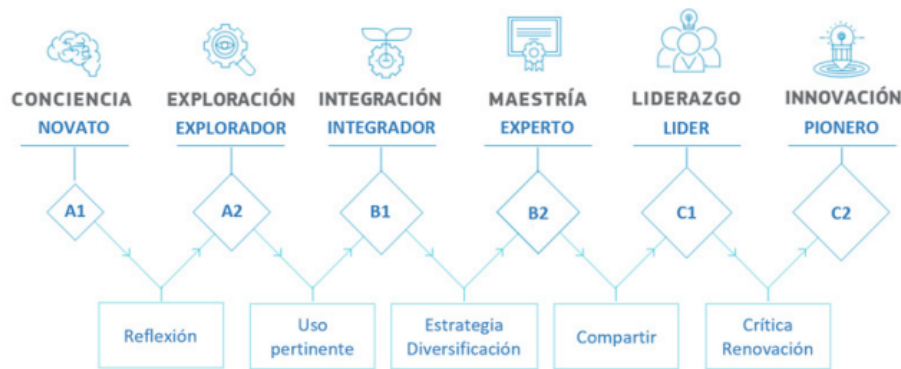 CONCIENCIA EXPLORACIÓN INTEGRACIÓN MAESTRÍA LIDERAZGO INNOVACIÓN
NOVATO EXPLORADOR INTEGRADOR EXPERTO LIDER PIONERO
A1 A2 B1 B2 C1 C2
Reflexión
Uso
pertinente
Estrategia
Diversificación
Compartir
Crítica
Renovación